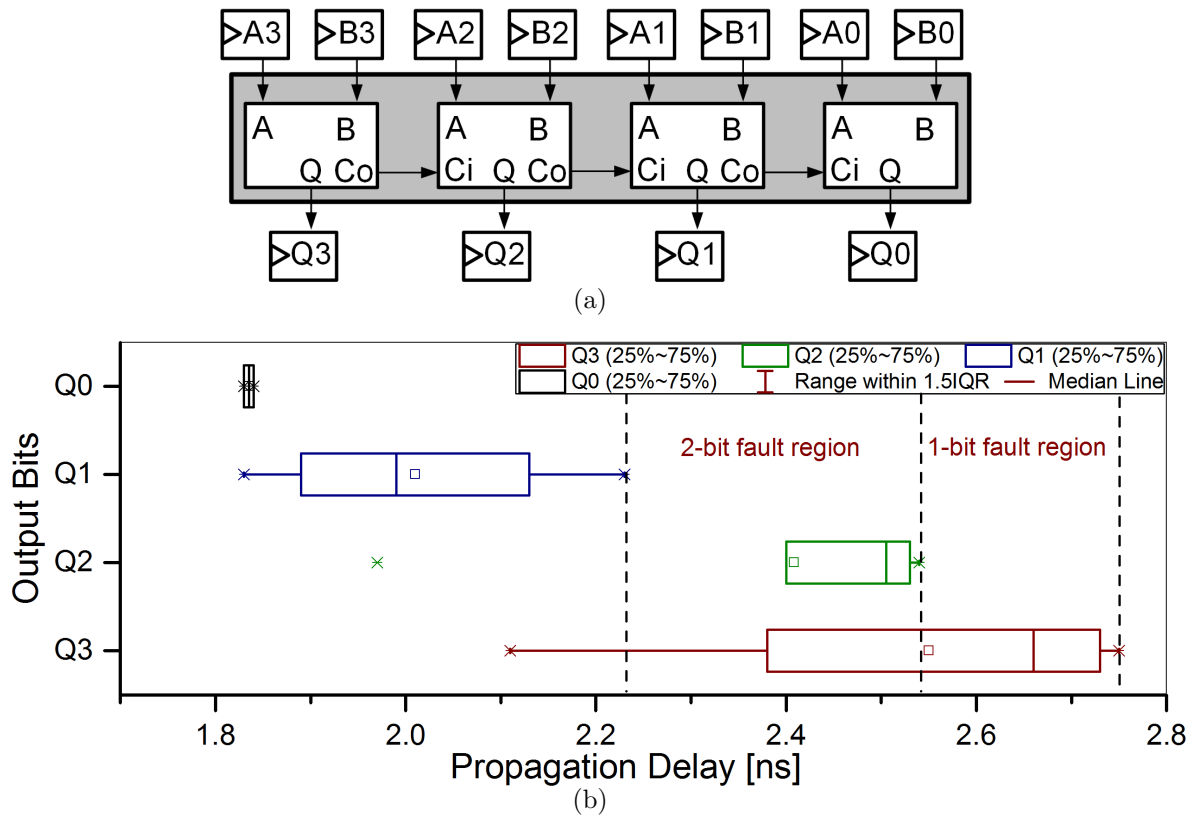 A3 B3 A2 B2 A1 B1 A0 B0
A B A B A B A B
Q Co Ci Q Co Ci Q Co Ci Q
Q3 Q2 Q1 Q0
(a)
Q3 (25%~75%) Q2 (25%~75%) Q1 (25%~75%)
Q0 (25%~75%) Range within 1.5IQR Median Line
2-bit fault region 1-bit fault region
Output Bits
Q0
Q1
Q2
Q3
1.8 2.0 2.2 2.4 2.6 2.8
Propagation Delay [ns]
(b)